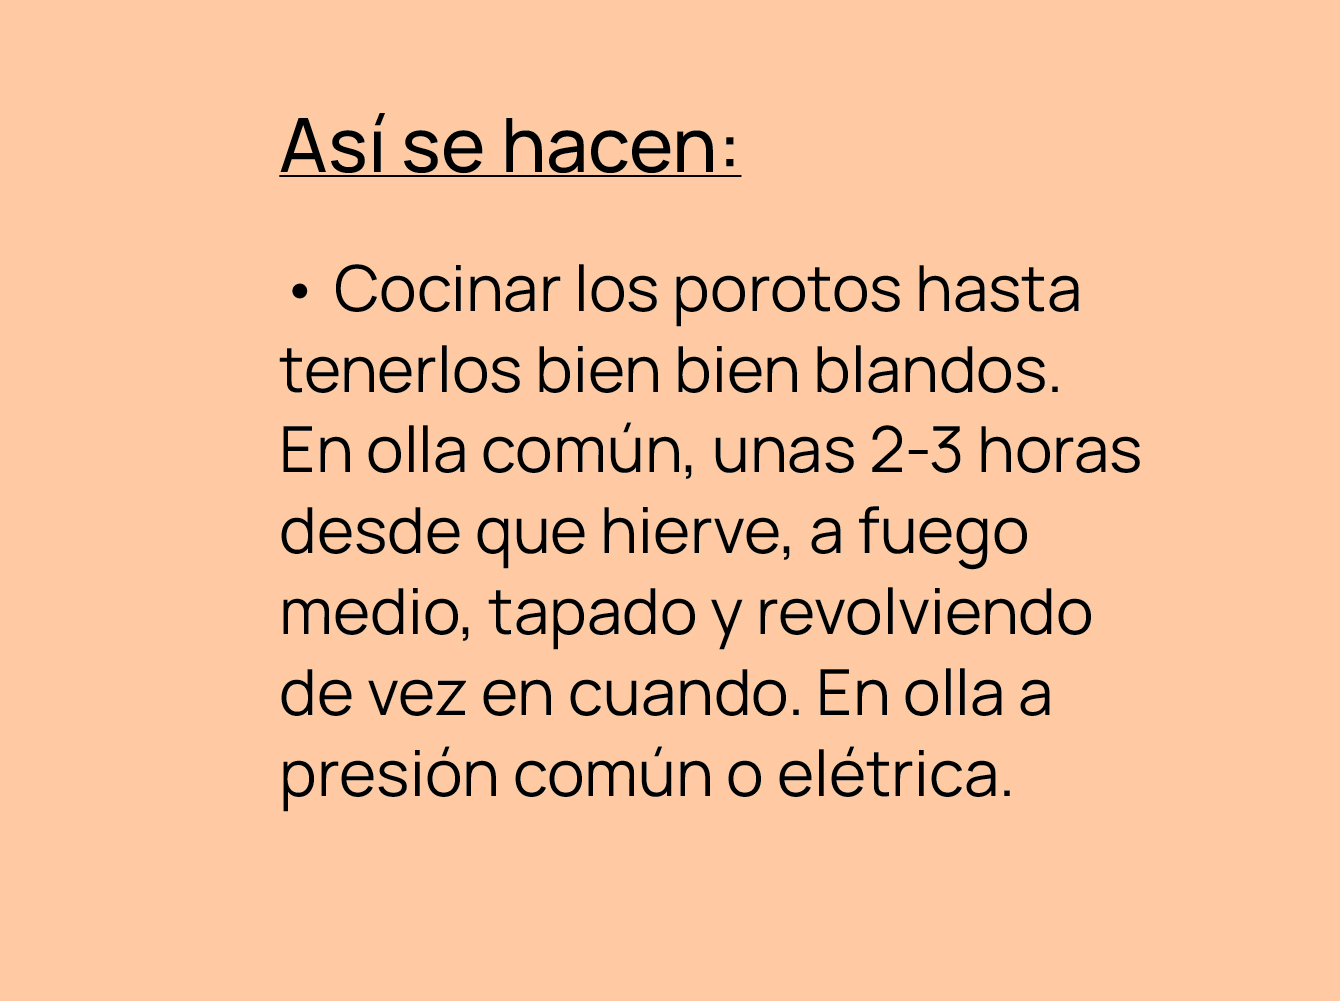 Así se hacen:
• Cocinar los porotos hasta
tenerlos bien bien blandos.
En olla común, unas 2-3 horas
desde que hierve, a fuego
medio, tapado y revolviendo
de vez en cuando. En olla a
presión común o elétrica.